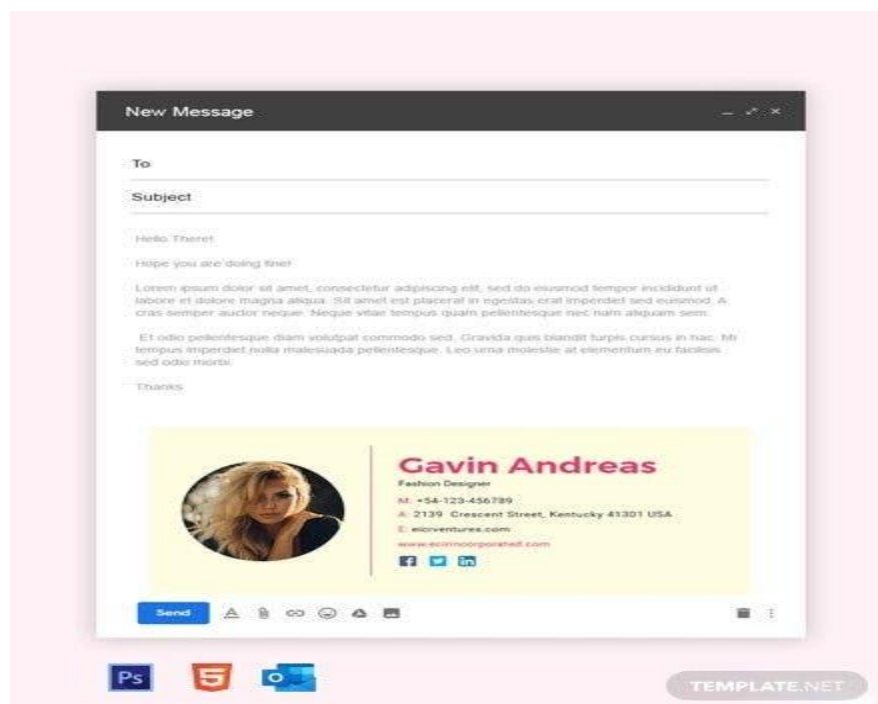 New Message
To
Subject
Hello There!
Hope you are doing fine!
Lorem ipsum dolor sit amet, consectetur adipiscing elit, sed do eiusmod tempor incididunt ut
labore et dolore magna aliqua. Sit amet est placerat in egestas erat imperdiet sed euismod. A
cras semper auctor neque. Neque vitae tempus quam pellentesque nec nam aliquam sem.
Et odio pellentesque diam volutpat commodo sed. Gravida quis blandit turpis cursus in hac. Mi
tempus imperdiet nulla malesuada pellentesque. Leo urna molestie at elementum eu facilisis
sed odio morbi.
Thanks
Gavin Andreas
Fashion Designer
M: +54-123-456789
A: 2139 Crescent Street, Kentucky 41301 USA
E:
Send
Ps
TEMPLATE.NET